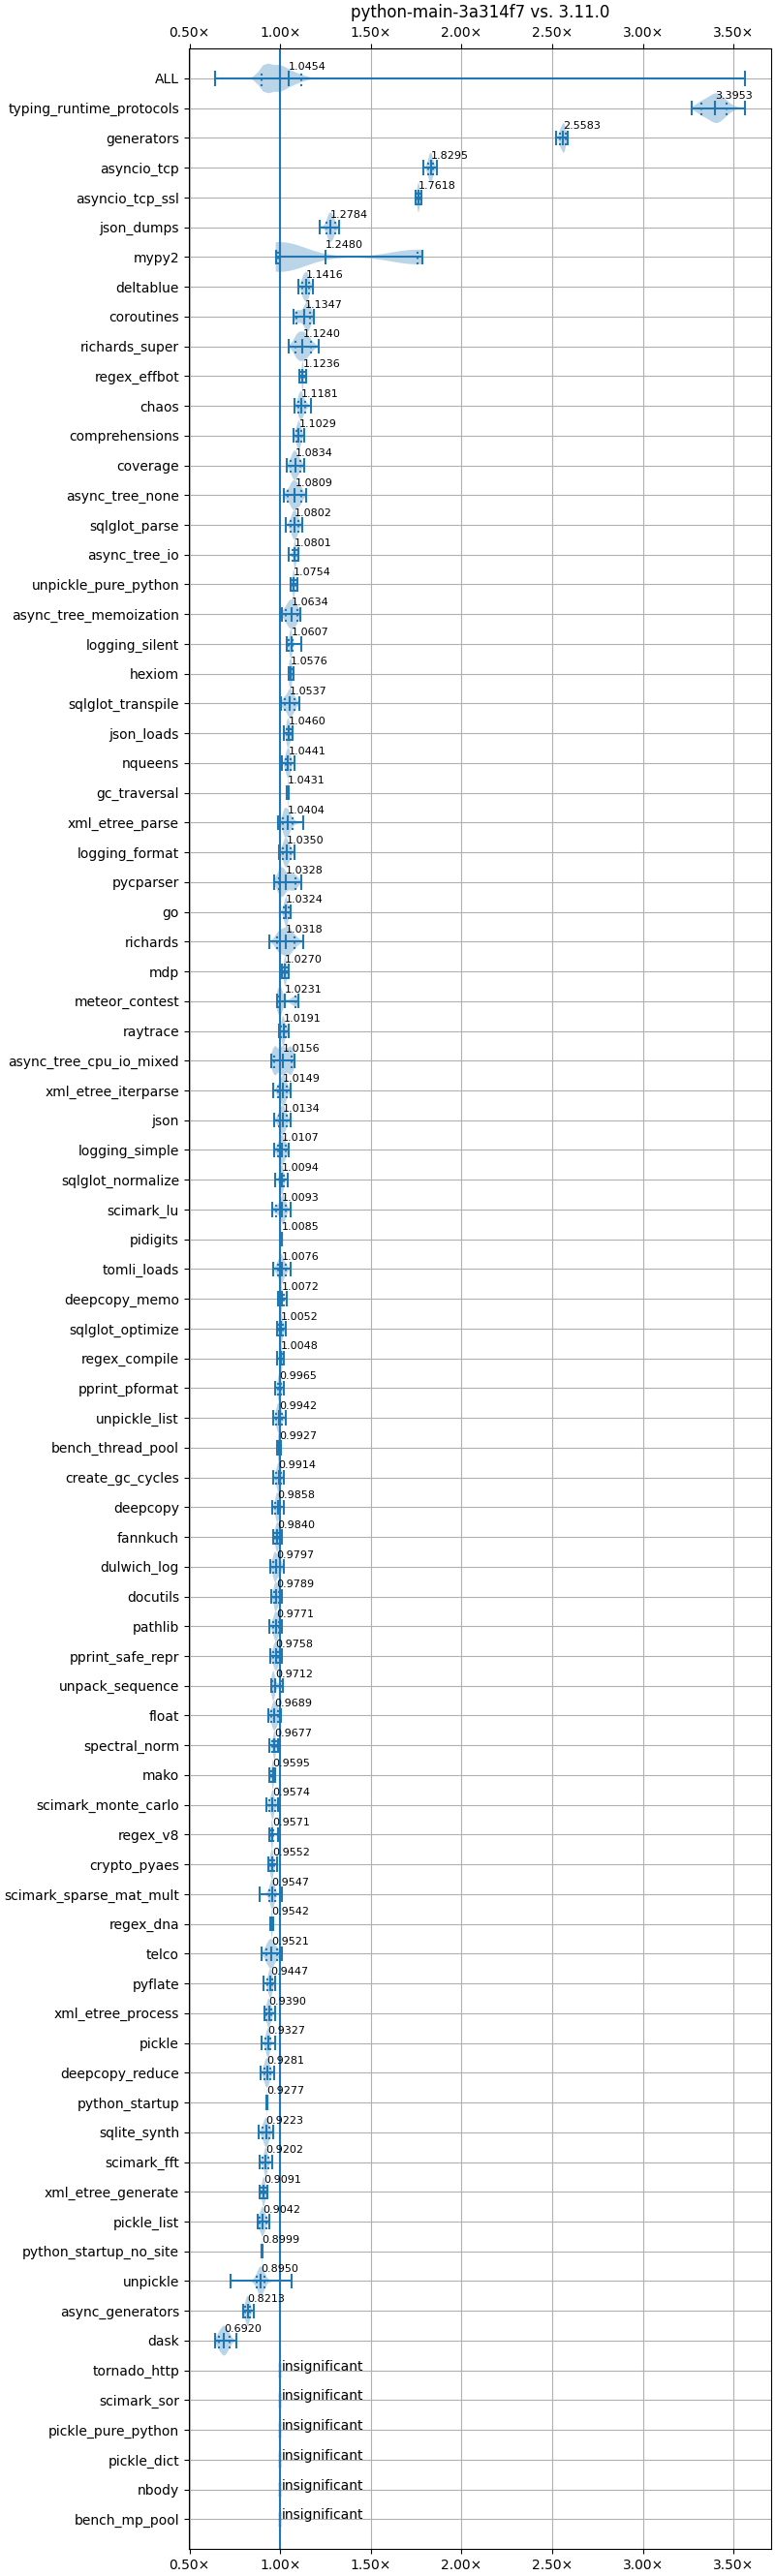 python-main-3a314f7 vs. 3.11.0
0.50× 1.00× 1.50× 2.00× 2.50× 3.00× 3.50×
ALL 1.0454
typing_runtime_protocols 3.3953
generators 2.5583
asyncio_tcp 1.8295
asyncio_tcp_ssl 1.7618
json_dumps 1.2784
mypy2 1.2480
deltablue 1.1416
coroutines 1.1347
richards_super 1.1240
regex_effbot 1.1236
chaos 1.1181
comprehensions 1.1029
coverage 1.0834
async_tree_none 1.0809
sqlglot_parse 1.0802
async_tree_io 1.0801
unpickle_pure_python 1.0754
async_tree_memoization 1.0634
logging_silent 1.0607
hexiom 1.0576
sqlglot_transpile 1.0537
json_loads 1.0460
nqueens 1.0441
gc_traversal 1.0431
xml_etree_parse 1.0404
logging_format 1.0350
pycparser 1.0328
go 1.0324
richards 1.0318
mdp 1.0270
meteor_contest 1.0231
raytrace 1.0191
async_tree_cpu_io_mixed 1.0156
xml_etree_iterparse 1.0149
json 1.0134
logging_simple 1.0107
sqlglot_normalize 1.0094
scimark_lu 1.0093
pidigits 1.0085
tomli_loads 1.0076
deepcopy_memo 1.0072
sqlglot_optimize 1.0052
regex_compile 1.0048
pprint_pformat 0.9965
unpickle_list 0.9942
bench_thread_pool 0.9927
create_gc_cycles 0.9914
deepcopy 0.9858
fannkuch 0.9840
dulwich_log 0.9797
docutils 0.9789
pathlib 0.9771
pprint_safe_repr 0.9758
unpack_sequence 0.9712
float 0.9689
spectral_norm 0.9677
mako 0.9595
scimark_monte_carlo 0.9574
regex_v8 0.9571
crypto_pyaes 0.9552
scimark_sparse_mat_mult 0.9547
regex_dna 0.9542
telco 0.9521
pyflate 0.9447
xml_etree_process 0.9390
pickle 0.9327
deepcopy_reduce 0.9281
python_startup 0.9277
sqlite_synth 0.9223
scimark_fft 0.9202
xml_etree_generate 0.9091
pickle_list 0.9042
python_startup_no_site 0.8999
unpickle 0.8950
async_generators 0.8213
dask 0.6920
tornado_http insignificant
scimark_sor insignificant
pickle_pure_python insignificant
pickle_dict insignificant
nbody insignificant
bench_mp_pool insignificant
0.50× 1.00× 1.50× 2.00× 2.50× 3.00× 3.50×